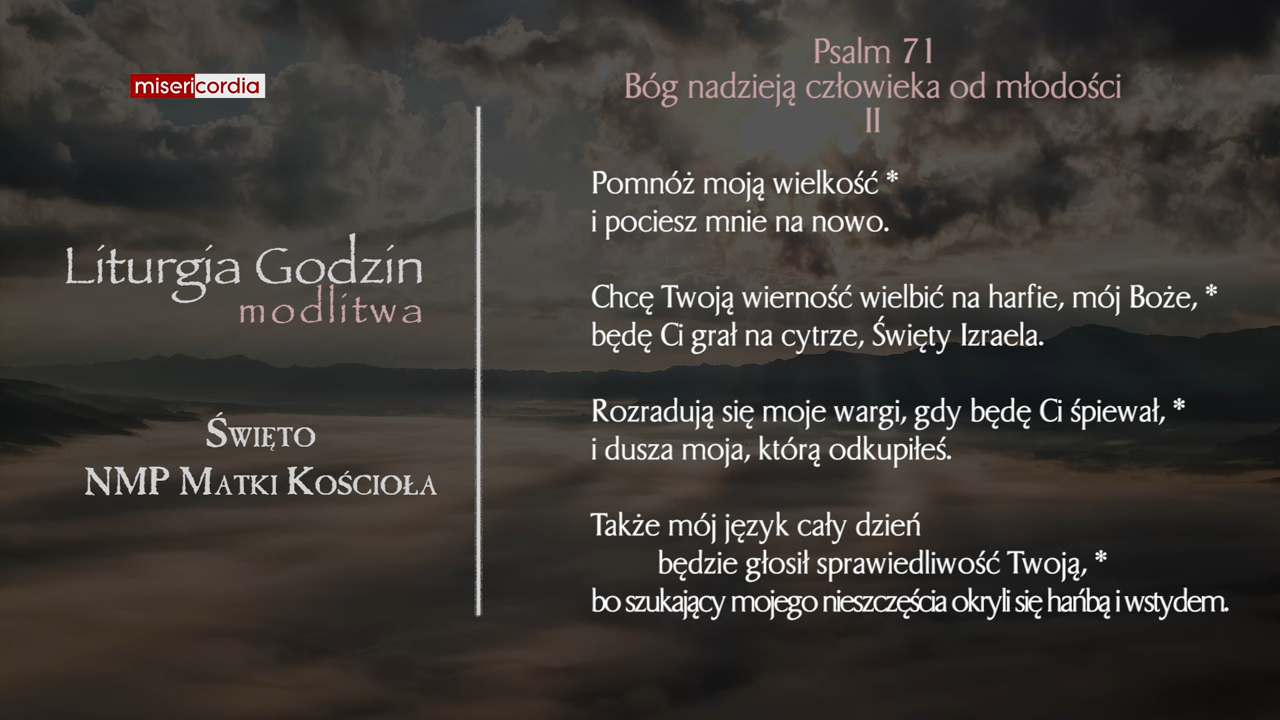 misericordia
Liturgia Godzin
modlitwa
Święto
NMP Matki Kościoła
Psalm 71
Bóg nadzieją człowieka od młodości
II
Pomnóż moją wielkość *
i pociesz mnie na nowo.
Chcę Twoją wierność wielbić na harfie, mój Boże, *
będę Ci grał na cytrze, Święty Izraela.
Rozradują się moje wargi, gdy będę Ci śpiewał, *
i dusza moja, którą odkupiłeś.
Także mój język cały dzień
będzie głosił sprawiedliwość Twoją, *
bo szukający mojego nieszczęścia okryli się hańbą i wstydem.